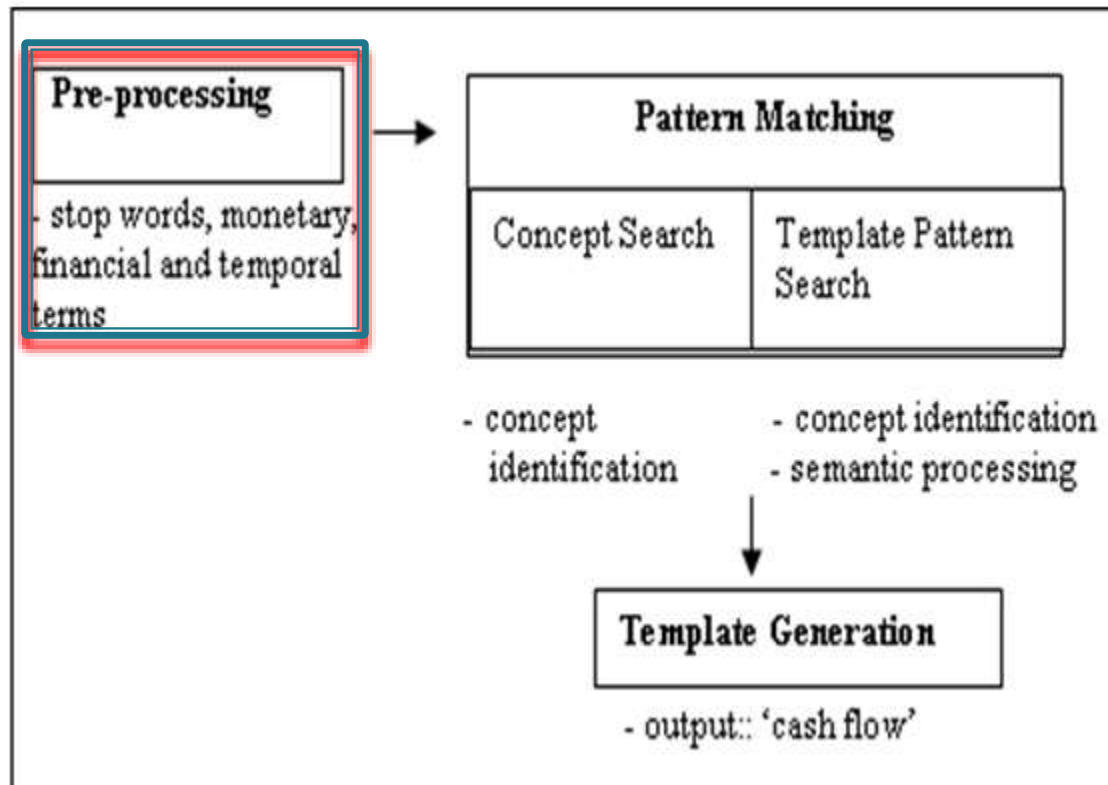 Pre-processing
- stop words, monetary,
financial and temporal
terms
Pattern Matching
Concept Search
Template Pattern
Search
- concept
identification
- concept identification
- semantic processing
Template Generation
- output:: ‘cash flow’